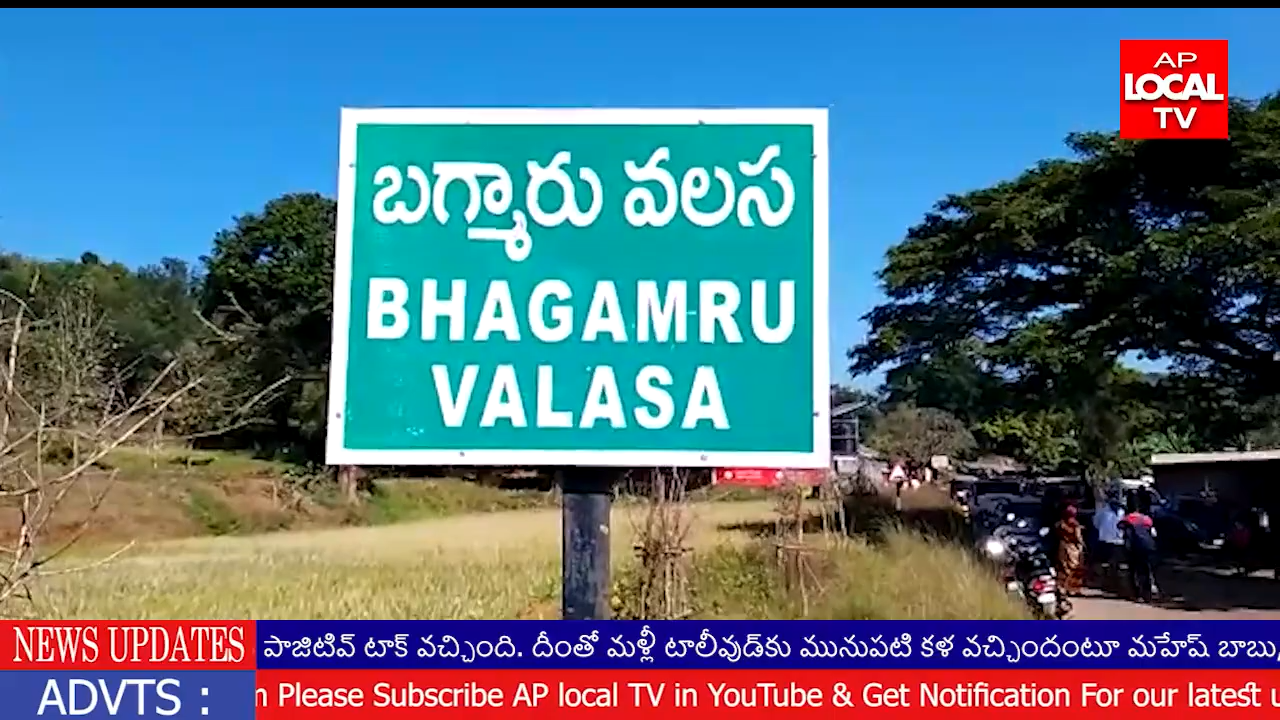 AP
LOCAL
TV
బగ్మారు వలస
BHAGAMRU
VALASA
NEWS UPDATES
పాజిటివ్ టాక్ వచ్చింది. దీంతో మళ్లీ టాలీవుడ్‌కు మునుపటి కళ వచ్చిందంటూ మహేష్ బాబు,
ADVTS :
Please Subscribe AP local TV in YouTube & Get Notification For our latest